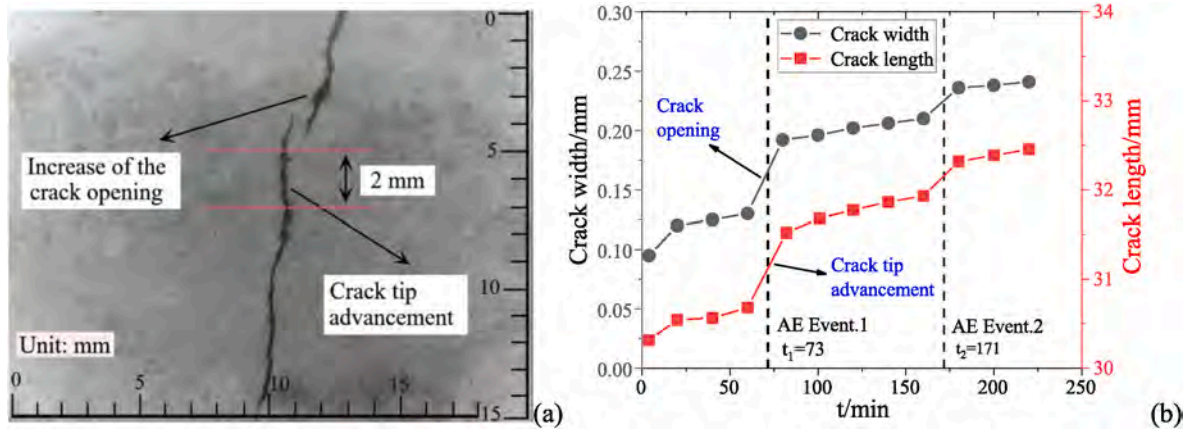 0
5
10
15
Increase of the
crack opening
2 mm
Crack tip
advancement
Unit: mm
0
5
10
15
(a)
0.30
0.25
0.20
0.15
0.10
0.05
0.00
Crack width/mm
34
33
32
31
30
Crack length/mm
Crack width
Crack length
Crack
opening
Crack tip
advancement
AE Event.1
t₁=73
AE Event.2
t₂=171
0
50
100
150
200
250
t/min
(b)